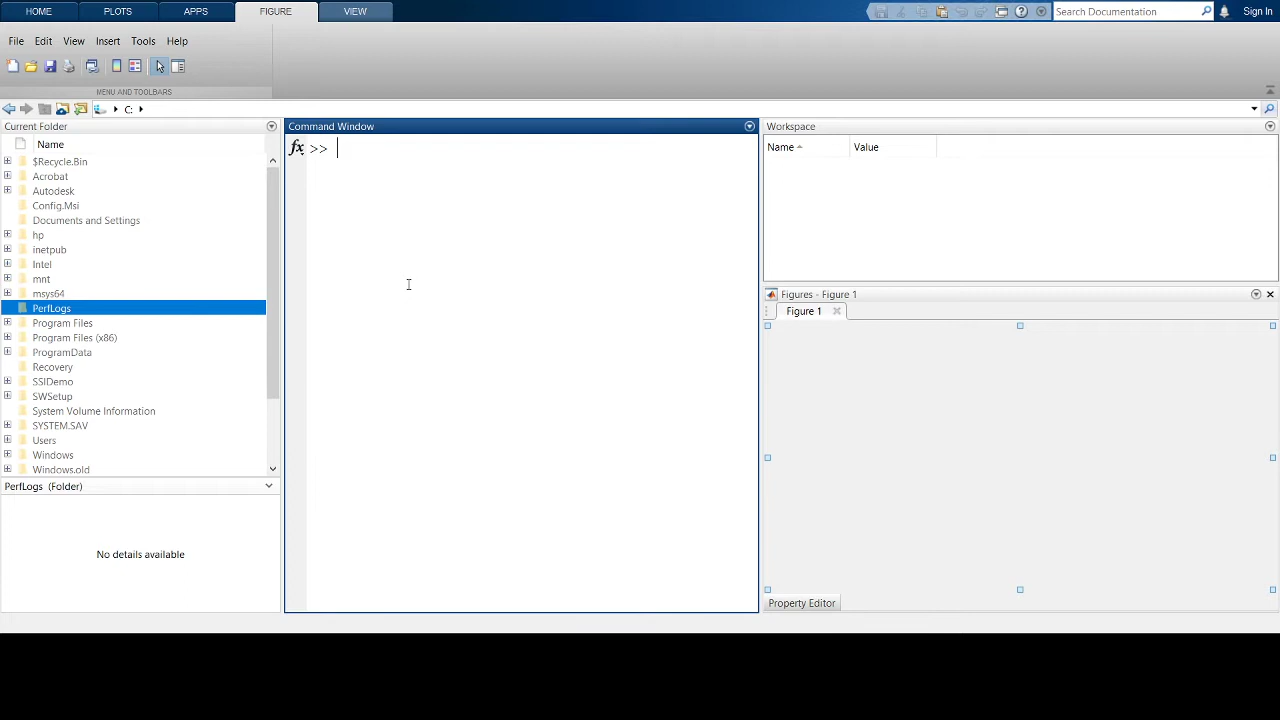 HOME PLOTS APPS FIGURE VIEW Search Documentation Sign In
File Edit View Insert Tools Help
MENU AND TOOLBARS
C:
Current Folder
Name
$Recycle.Bin
Acrobat
Autodesk
Config.Msi
Documents and Settings
hp
inetpub
Intel
mnt
msys64
PerfLogs
Program Files
Program Files (x86)
ProgramData
Recovery
SSIDemo
SWSetup
System Volume Information
SYSTEM.SAV
Users
Windows
Windows.old
PerfLogs (Folder)
No details available
Command Window
fx >>
Workspace
Name Value
Figures - Figure 1
Figure 1
Property Editor